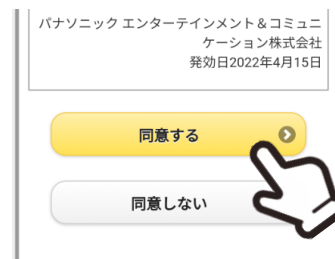 パナソニック エンターテインメント＆コミュニ
ケーション株式会社
発効日2022年4月15日
同意する
同意しない